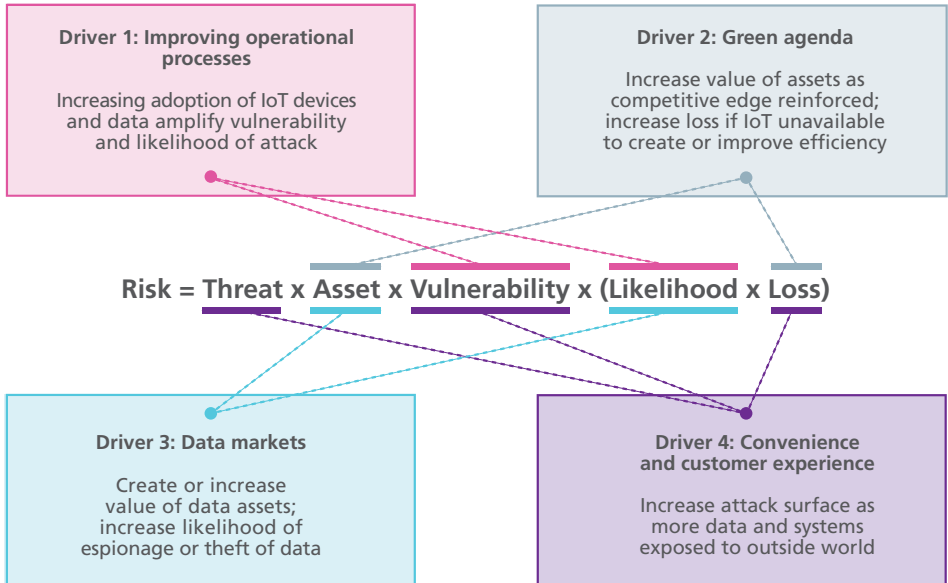 Driver 1: Improving operational
processes
Increasing adoption of IoT devices
and data amplify vulnerability
and likelihood of attack
Driver 2: Green agenda
Increase value of assets as
competitive edge reinforced;
increase loss if IoT unavailable
to create or improve efficiency
Risk = Threat x Asset x Vulnerability x (Likelihood x Loss)
Driver 3: Data markets
Create or increase
value of data assets;
increase likelihood of
espionage or theft of data
Driver 4: Convenience
and customer experience
Increase attack surface as
more data and systems
exposed to outside world